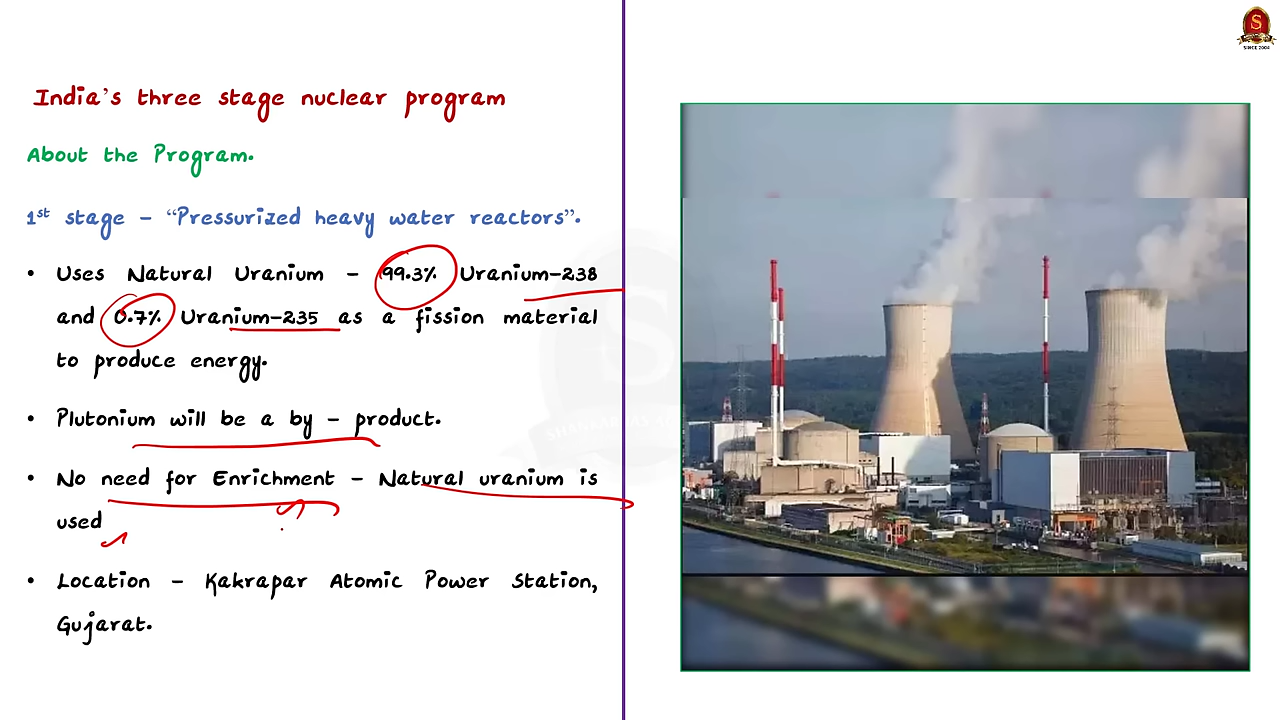 India's three stage nuclear program
About the Program.
1st stage – “Pressurized heavy water reactors”.
• Uses Natural Uranium – 99.3% Uranium-238
and 0.7% Uranium-235 as a fission material
to produce energy.
• Plutonium will be a by – product.
• No need for Enrichment – Natural uranium is
used
• Location – Kakrapar Atomic Power Station,
Gujarat.
S
SINCE 2004